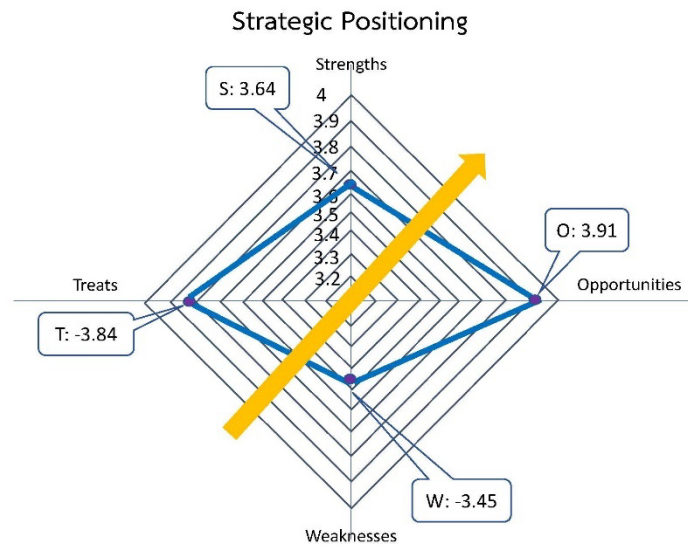 Strategic Positioning
Strengths
S: 3.64
4
3.9
3.8
3.7
3.6
3.5
3.4
3.3
3.2
O: 3.91
Treats
Opportunities
T: -3.84
W: -3.45
Weaknesses